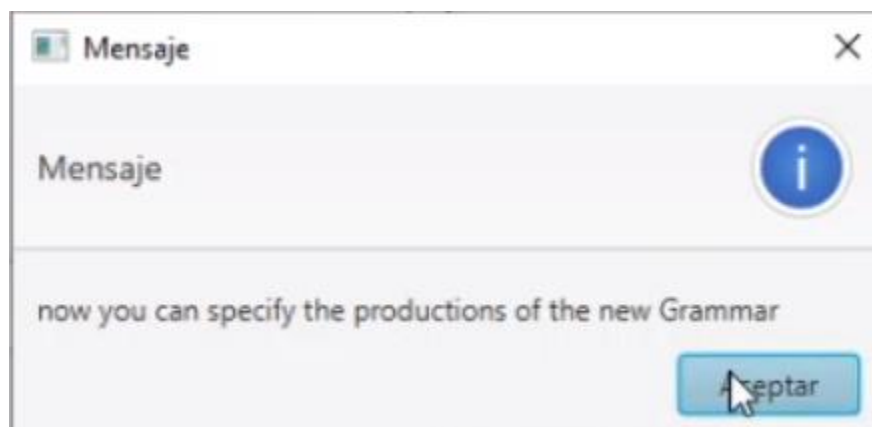 Mensaje
Mensaje
now you can specify the productions of the new Grammar
Aceptar